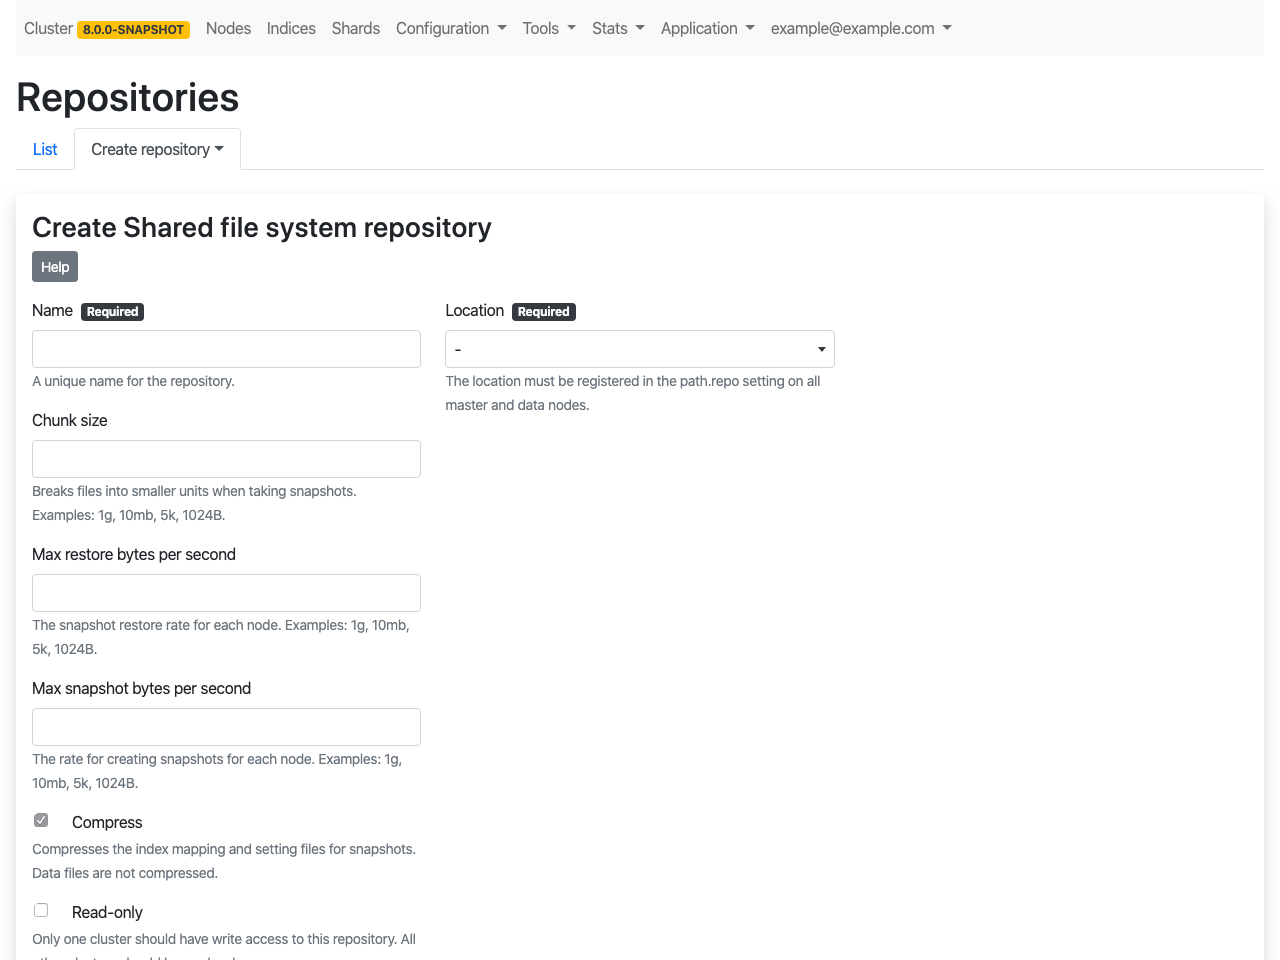 Cluster 8.0.0-SNAPSHOT Nodes Indices Shards Configuration Tools Stats Application example@example.com
Repositories
List Create repository
Create Shared file system repository
Help
Name Required
A unique name for the repository.
Location Required
-
The location must be registered in the path.repo setting on all
master and data nodes.
Chunk size
Breaks files into smaller units when taking snapshots.
Examples: 1g, 10mb, 5k, 1024B.
Max restore bytes per second
The snapshot restore rate for each node. Examples: 1g, 10mb,
5k, 1024B.
Max snapshot bytes per second
The rate for creating snapshots for each node. Examples: 1g,
10mb, 5k, 1024B.
Compress
Compresses the index mapping and setting files for snapshots.
Data files are not compressed.
Read-only
Only one cluster should have write access to this repository. All